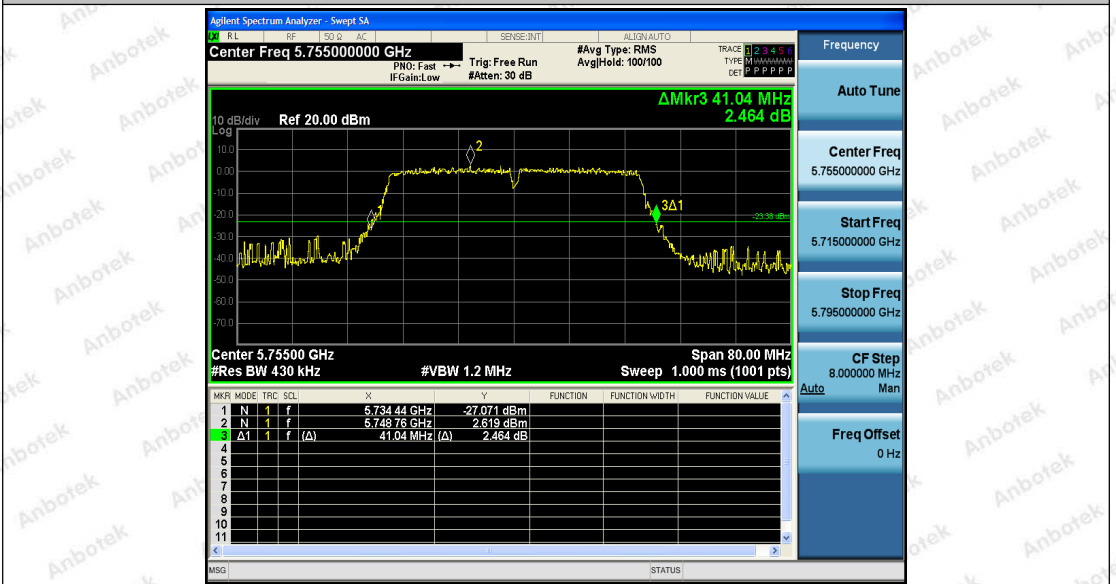 Agilent Spectrum Analyzer - Swept SA
LXI RL RF 50 Ω AC SENSE:INT ALIGNAUTO
Center Freq 5.755000000 GHz
PNO: Fast
IFGain:Low
Trig: Free Run
#Atten: 30 dB
#Avg Type: RMS
Avg|Hold: 100/100
TRACE 1 2 3 4 5 6
TYPE M
DET P P P P P P
ΔMkr3 41.04 MHz
2.464 dB
10 dB/div Ref 20.00 dBm
Log
10.0
0.00
-10.0
-20.0
-30.0
-40.0
-50.0
-60.0
-70.0
1
2
3Δ1
-23.38 dBm
Center 5.75500 GHz Span 80.00 MHz
#Res BW 430 kHz #VBW 1.2 MHz Sweep 1.000 ms (1001 pts)
MKR MODE TRC SCL X Y FUNCTION FUNCTION WIDTH FUNCTION VALUE
1 N 1 f 5.734 44 GHz -27.071 dBm
2 N 1 f 5.748 76 GHz 2.619 dBm
3 Δ1 1 f (Δ) 41.04 MHz (Δ) 2.464 dB
4
5
6
7
8
9
10
11
MSG STATUS
Frequency
Auto Tune
Center Freq
5.755000000 GHz
Start Freq
5.715000000 GHz
Stop Freq
5.795000000 GHz
CF Step
8.000000 MHz
Auto Man
Freq Offset
0 Hz
Anbotek